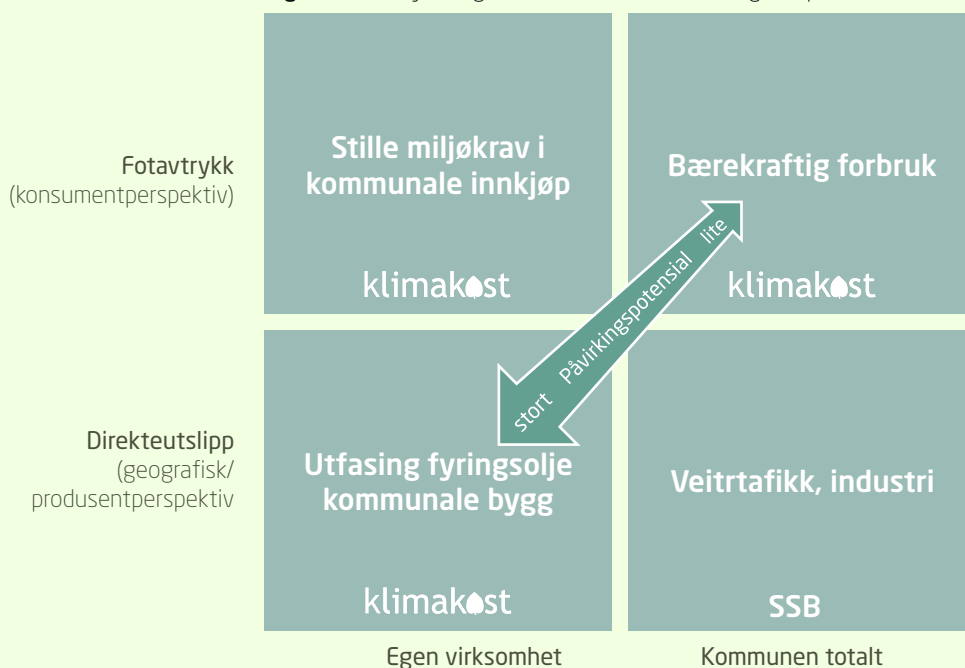 Fotavtrykk
(konsumentperspektiv)
Stille miljøkrav i
kommunale innkjøp
klimakost
Bærekraftig forbruk
klimakost
stort Påvirkingspotensial lite
Direkteutslipp
(geografisk/
produsentperspektiv
Utfasing fyringsolje
kommunale bygg
klimakost
Veitrtafikk, industri
SSB
Egen virksomhet
Kommunen totalt